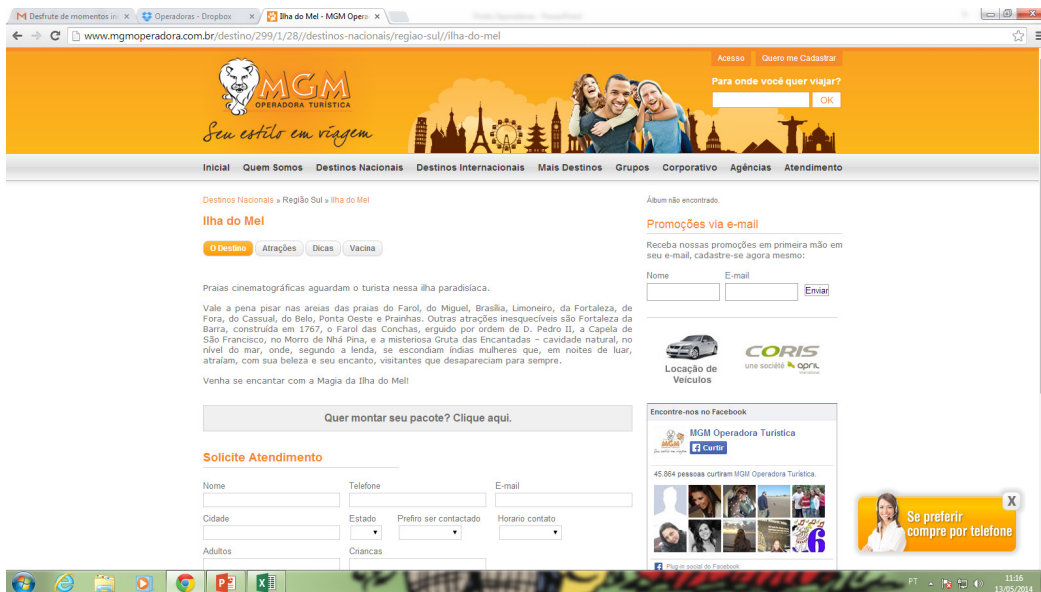 Desfrute de momentos in
Operadoras - Dropbox
Ilha do Mel - MGM Opera
www.mgmoperadora.com.br/destino/299/1/28//destinos-nacionais/regiao-sul//ilha-do-mel
Acesso Quero me Cadastrar
MGM
OPERADORA TURÍSTICA
Seu estilo em viagem
Para onde você quer viajar?
OK
Inicial Quem Somos Destinos Nacionais Destinos Internacionais Mais Destinos Grupos Corporativo Agências Atendimento
Destinos Nacionais » Região Sul » Ilha do Mel
Ilha do Mel
O Destino Atrações Dicas Vacina
Praias cinematográficas aguardam o turista nessa ilha paradisíaca.
Vale a pena pisar nas areias das praias do Farol, do Miguel, Brasília, Limoneiro, da Fortaleza, de
Fora, do Cassual, do Belo, Ponta Oeste e Prainhas. Outras atrações inesquecíveis são Fortaleza da
Barra, construída em 1767, o Farol das Conchas, erguido por ordem de D. Pedro II, a Capela de
São Francisco, no Morro de Nhá Pina, e a misteriosa Gruta das Encantadas – cavidade natural, no
nível do mar, onde, segundo a lenda, se escondiam índias mulheres que, em noites de luar,
atraíam, com sua beleza e seu encanto, visitantes que desapareciam para sempre.
Venha se encantar com a Magia da Ilha do Mel!
Quer montar seu pacote? Clique aqui.
Solicite Atendimento
Nome Telefone E-mail
Cidade Estado Prefiro ser contactado Horario contato
Adultos Criancas
Álbum não encontrado.
Promoções via e-mail
Receba nossas promoções em primeira mão em
seu e-mail, cadastre-se agora mesmo:
Nome E-mail
Enviar
Locação de
Veículos
CORIS
une société april
Encontre-nos no Facebook
MGM Operadora Turística
Curtir
45.864 pessoas curtiram MGM Operadora Turística.
Plug-in social do Facebook
X
Se preferir
compre por telefone
PT
11:16
13/05/2014